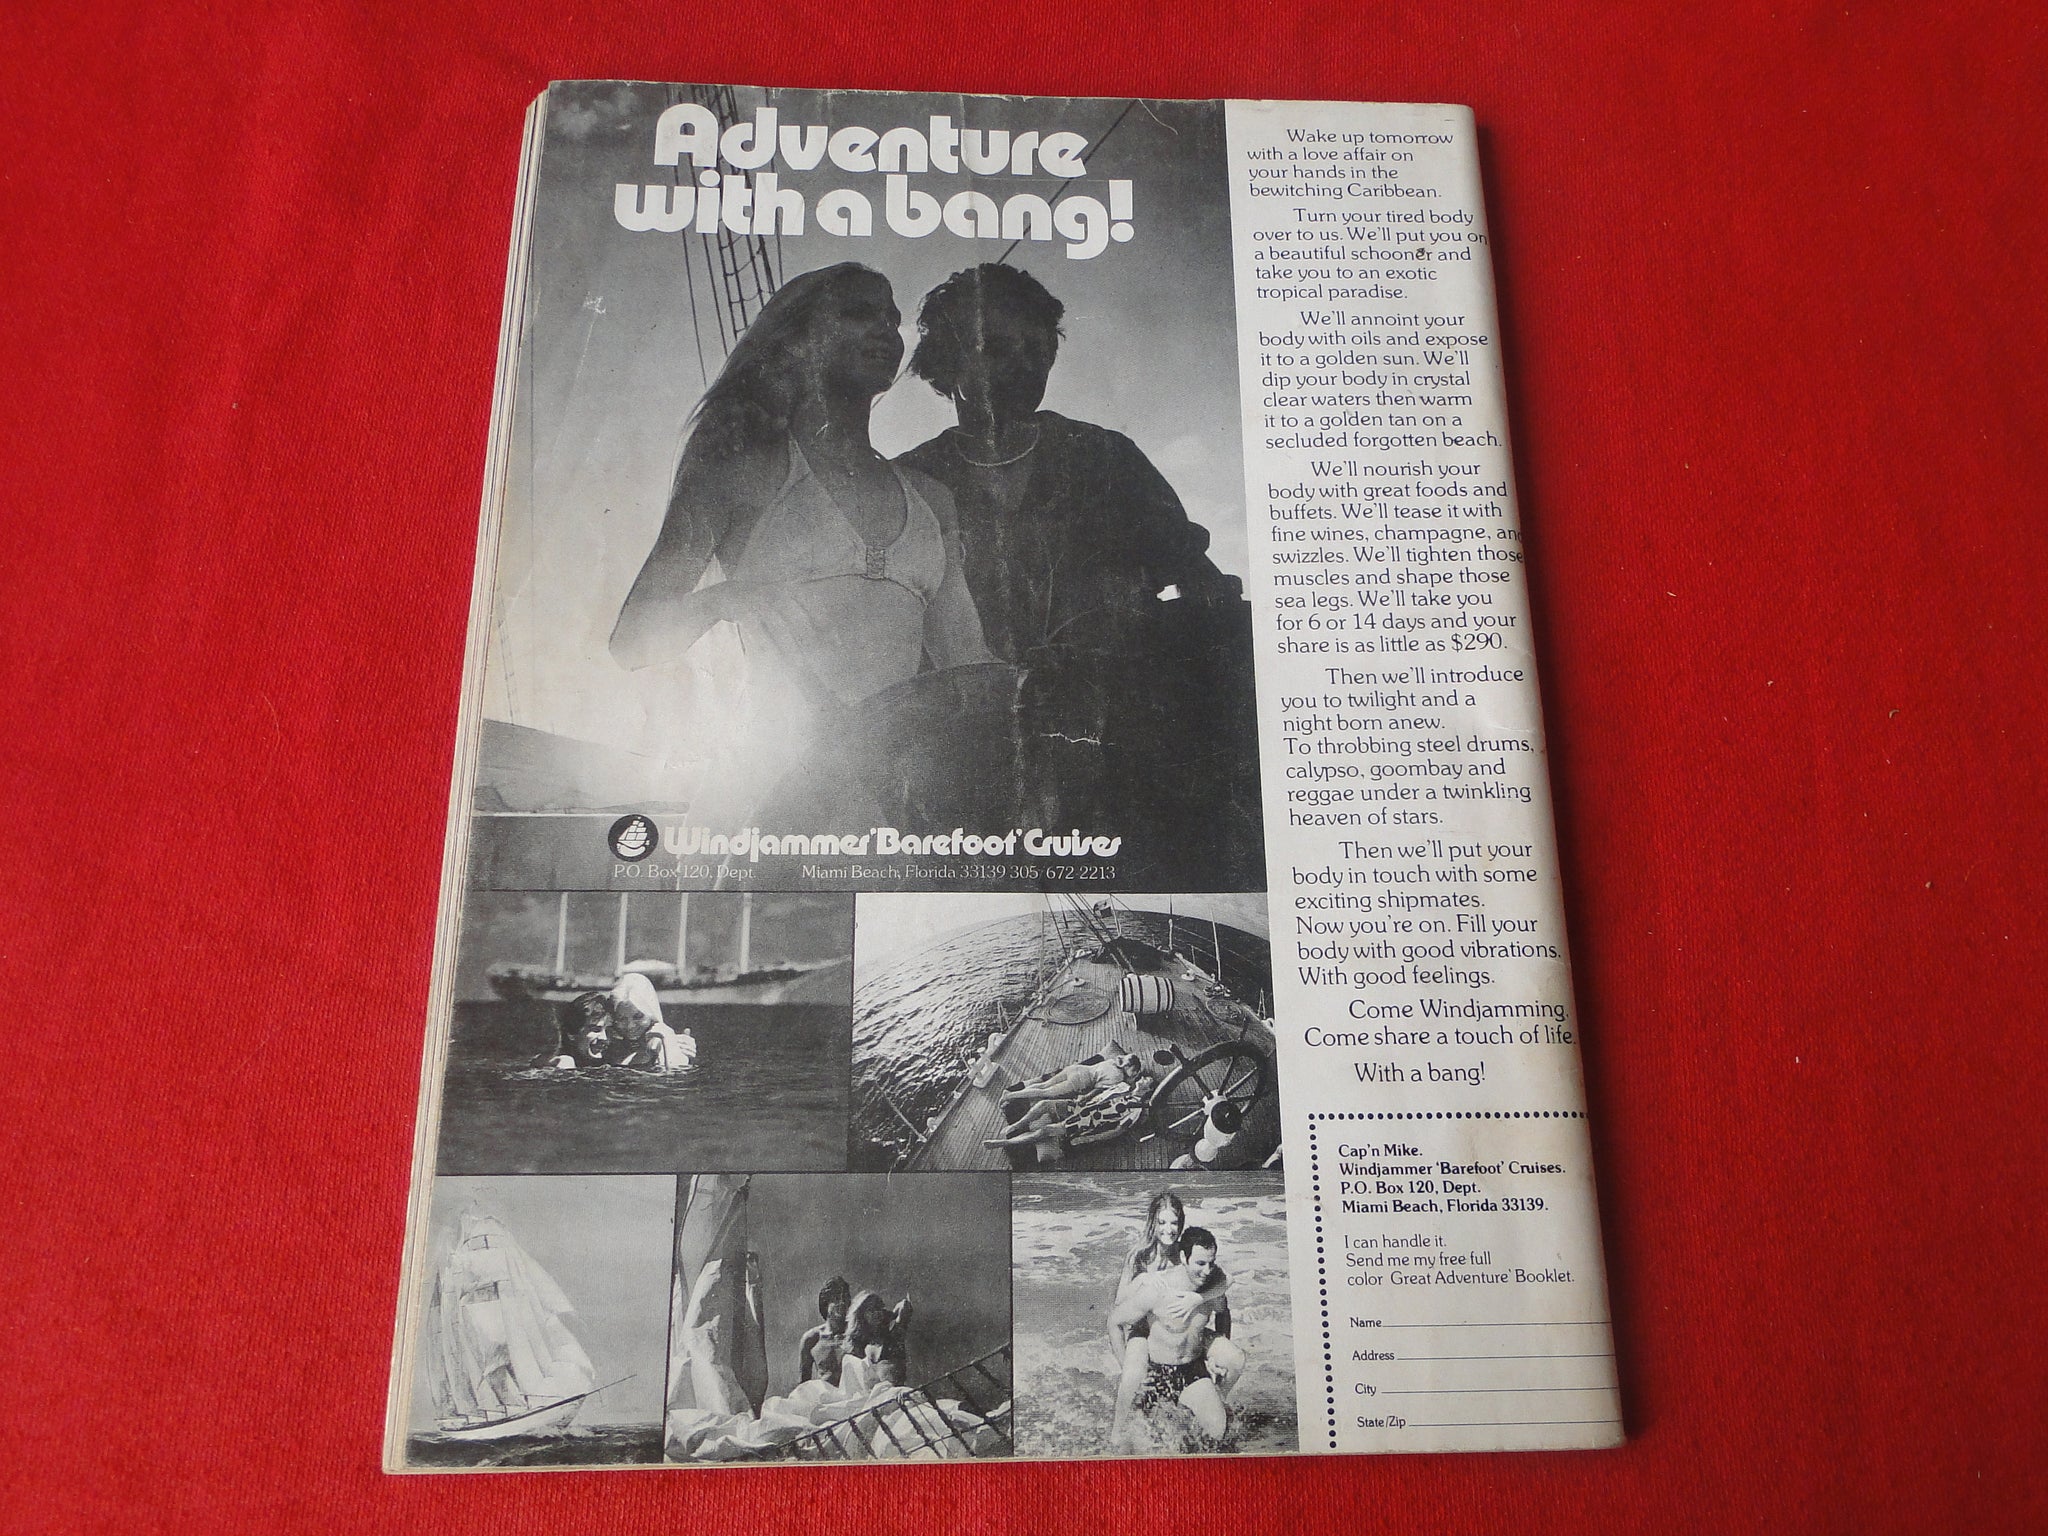 Adventure
with a bang!
Windjammer 'Barefoot' Cruises
P.O. Box 120, Dept. Miami Beach, Florida 33139 305 672-2213
Wake up tomorrow
with a love affair on
your hands in the
bewitching Caribbean.
Turn your tired body
over to us. We'll put you on
a beautiful schooner and
take you to an exotic
tropical paradise.
We'll annoint your
body with oils and expose
it to a golden sun. We'll
dip your body in crystal
clear waters then warm
it to a golden tan on a
secluded forgotten beach.
We'll nourish your
body with great foods and
buffets. We'll tease it with
fine wines, champagne, and
swizzles. We'll tighten those
muscles and shape those
sea legs. We'll take you
for 6 or 14 days and your
share is as little as $290.
Then we'll introduce
you to twilight and a
night born anew.
To throbbing steel drums,
calypso, goombay and
reggae under a twinkling
heaven of stars.
Then we'll put your
body in touch with some
exciting shipmates.
Now you're on. Fill your
body with good vibrations.
With good feelings.
Come Windjamming.
Come share a touch of life.
With a bang!
Cap'n Mike.
Windjammer 'Barefoot' Cruises.
P.O. Box 120, Dept.
Miami Beach, Florida 33139.
I can handle it.
Send me my free full
color Great Adventure' Booklet.
Name
Address
City
State/Zip